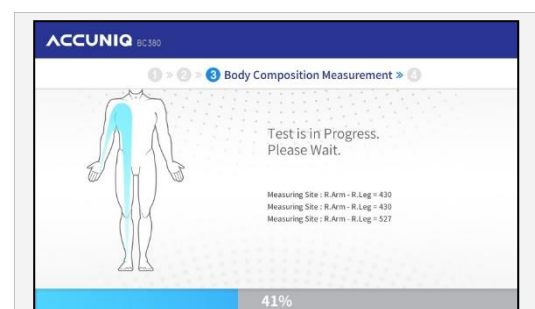 ACCUNIQ BC380
1 » 2 » 3 Body Composition Measurement » 4
Test is in Progress.
Please Wait.
Measuring Site : R.Arm - R.Leg = 430
Measuring Site : R.Arm - R.Leg = 430
Measuring Site : R.Arm - R.Leg = 527
41%